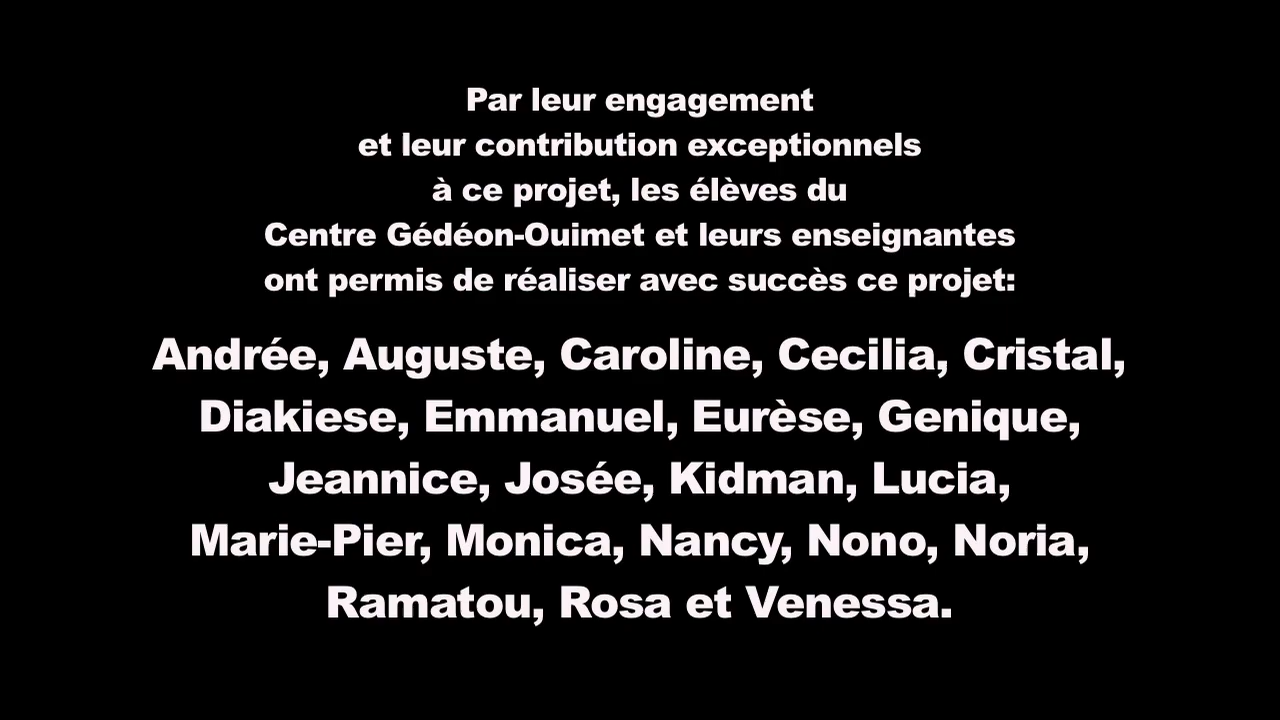 Par leur engagement
et leur contribution exceptionnels
à ce projet, les élèves du
Centre Gédéon-Ouimet et leurs enseignantes
ont permis de réaliser avec succès ce projet:
Andrée, Auguste, Caroline, Cecilia, Cristal,
Diakiese, Emmanuel, Eurèse, Genique,
Jeannice, Josée, Kidman, Lucia,
Marie-Pier, Monica, Nancy, Nono, Noria,
Ramatou, Rosa et Venessa.